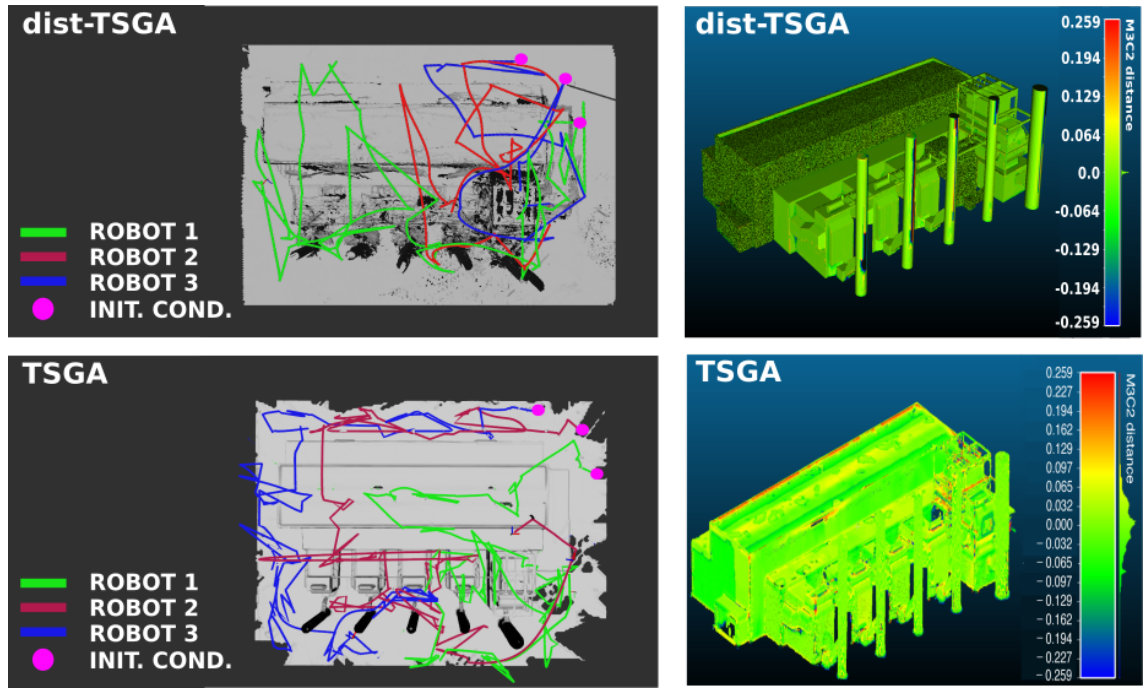 dist-TSGA
ROBOT 1
ROBOT 2
ROBOT 3
INIT. COND.
dist-TSGA
0.259
0.194
0.129
0.064
0.0
-0.064
-0.129
-0.194
-0.259
M3C2 distance
TSGA
ROBOT 1
ROBOT 2
ROBOT 3
INIT. COND.
TSGA
0.259
0.227
0.194
0.162
0.129
0.097
0.065
0.032
0.000
−0.032
−0.065
−0.097
−0.129
−0.162
−0.194
−0.227
−0.259
M3C2 distance